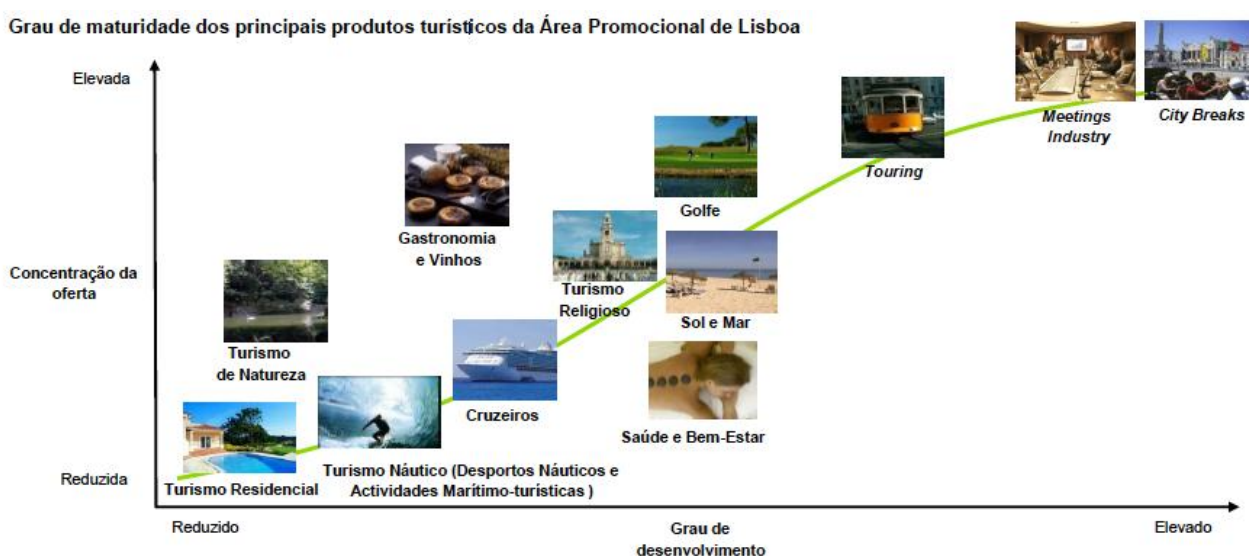 Grau de maturidade dos principais produtos turísticos da Área Promocional de Lisboa
Elevada
Meetings
Industry
City Breaks
Touring
Golfe
Gastronomia
e Vinhos
Concentração da
oferta
Turismo
Religioso
Sol e Mar
Turismo
de Natureza
Cruzeiros
Saúde e Bem-Estar
Reduzida
Turismo Residencial
Turismo Náutico (Desportos Náuticos e
Actividades Marítimo-turísticas )
Reduzido
Grau de
desenvolvimento
Elevado